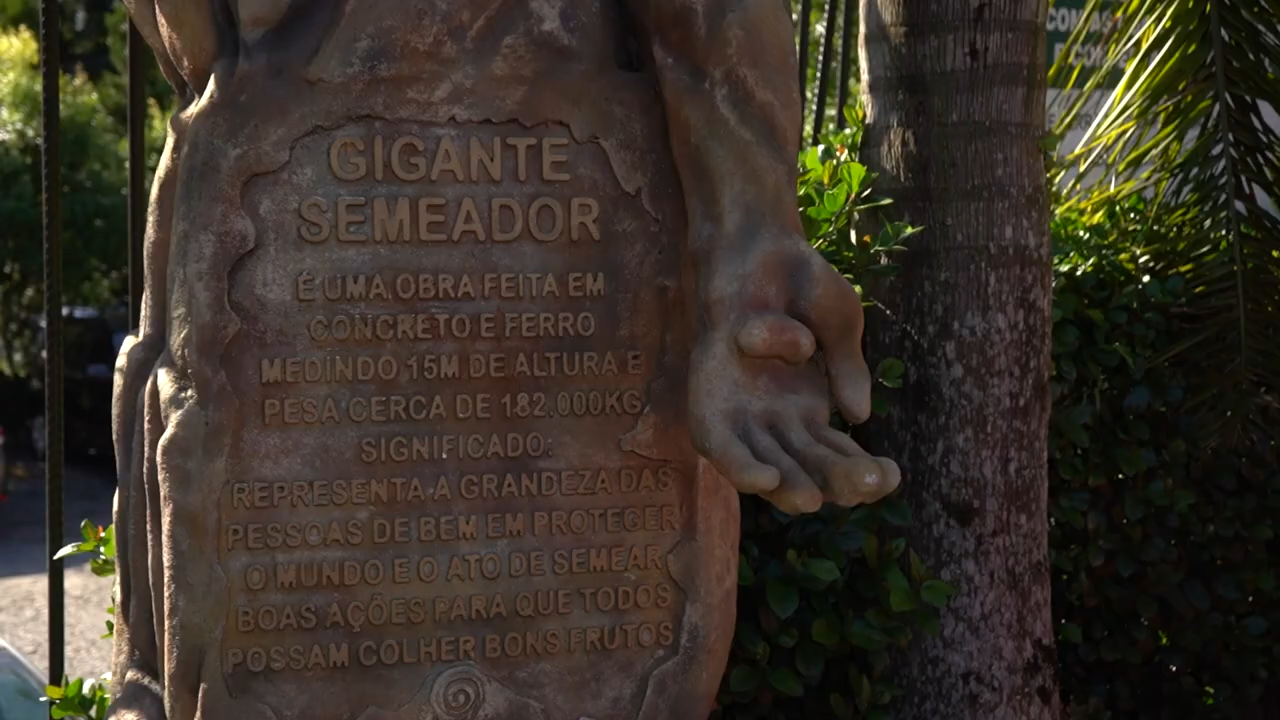 GIGANTE
SEMEADOR
É UMA OBRA FEITA EM
CONCRETO E FERRO
MEDINDO 15M DE ALTURA E
PESA CERCA DE 182.000KG
SIGNIFICADO:
REPRESENTA A GRANDEZA DAS
PESSOAS DE BEM EM PROTEGER
O MUNDO E O ATO DE SEMEAR
BOAS AÇÕES PARA QUE TODOS
POSSAM COLHER BONS FRUTOS